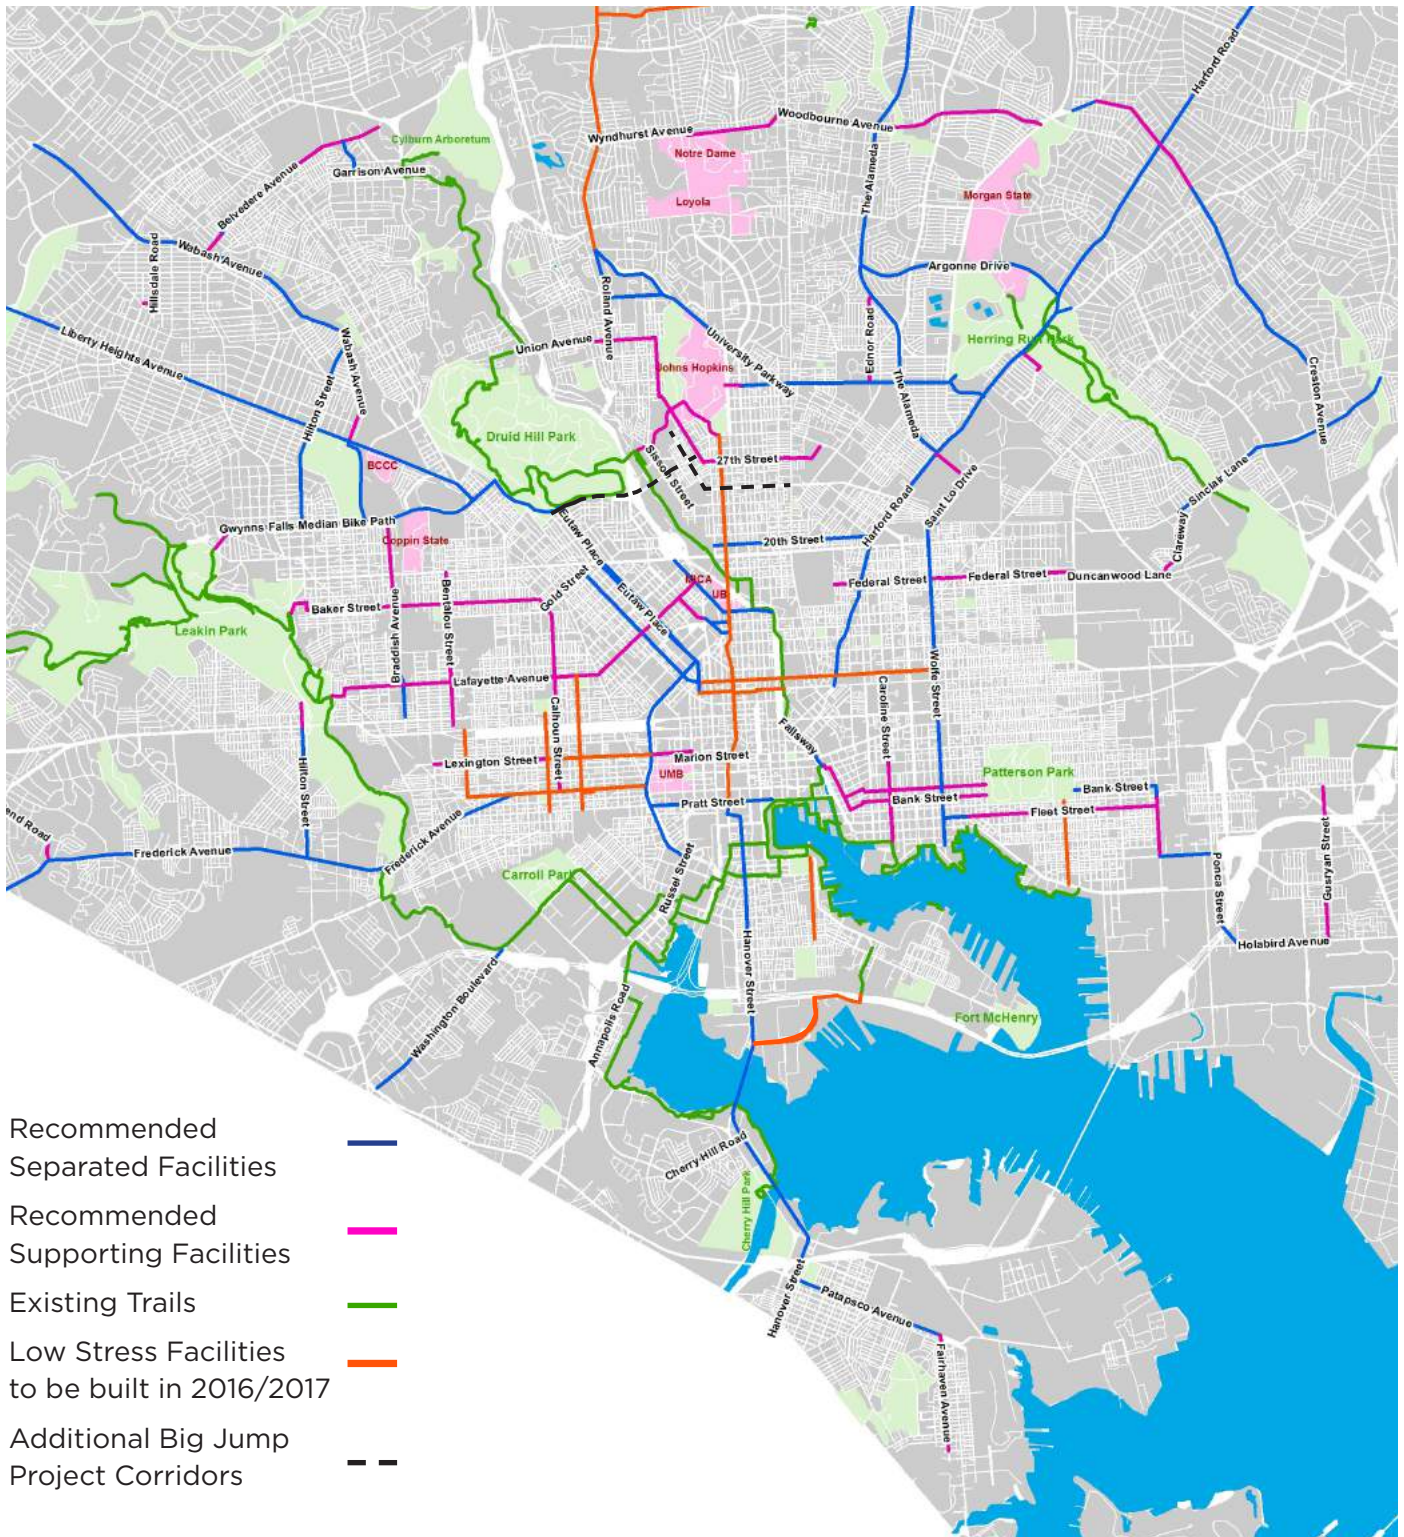 Harford Road
Woodbourne Avenue
Wyndhurst Avenue
Cylburn Arboretum
Notre Dame
Garrison Avenue
Belvedere Avenue
The Alameda
Morgan State
Loyola
Hillsdale Road
Wabash Avenue
Argonne Drive
Roland Avenue
Liberty Heights Avenue
Wabash Avenue
Union Avenue
University Parkway
Ednor Road
Herring Run Park
Johns Hopkins
Hilton Street
The Alameda
Creston Avenue
Druid Hill Park
BCCC
Sisson Street
27th Street
Saint Lo Drive
Harford Road
Sinclair Lane
Clareway
Gwynns Falls Median Bike Path
Coppin State
Eutaw Place
20th Street
Gold Street
MICA
UB
Federal Street
Federal Street
Duncanwood Lane
Baker Street
Bentalou Street
Braddish Avenue
Eutaw Place
Leakin Park
Wolfe Street
Lafayette Avenue
Calhoun Street
Caroline Street
Fallsway
Lexington Street
Marion Street
UMB
Patterson Park
Hilton Street
Pratt Street
Bank Street
Bank Street
Fleet Street
end Road
Frederick Avenue
Frederick Avenue
Carroll Park
Russel Street
Ponca Street
Gusryan Street
Hanover Street
Holabird Avenue
Washington Boulevard
Annapolis Road
Fort McHenry
Cherry Hill Road
Cherry Hill Park
Hanover Street
Patapsco Avenue
Fairhaven Avenue
Recommended
Separated Facilities
Recommended
Supporting Facilities
Existing Trails
Low Stress Facilities
to be built in 2016/2017
Additional Big Jump
Project Corridors